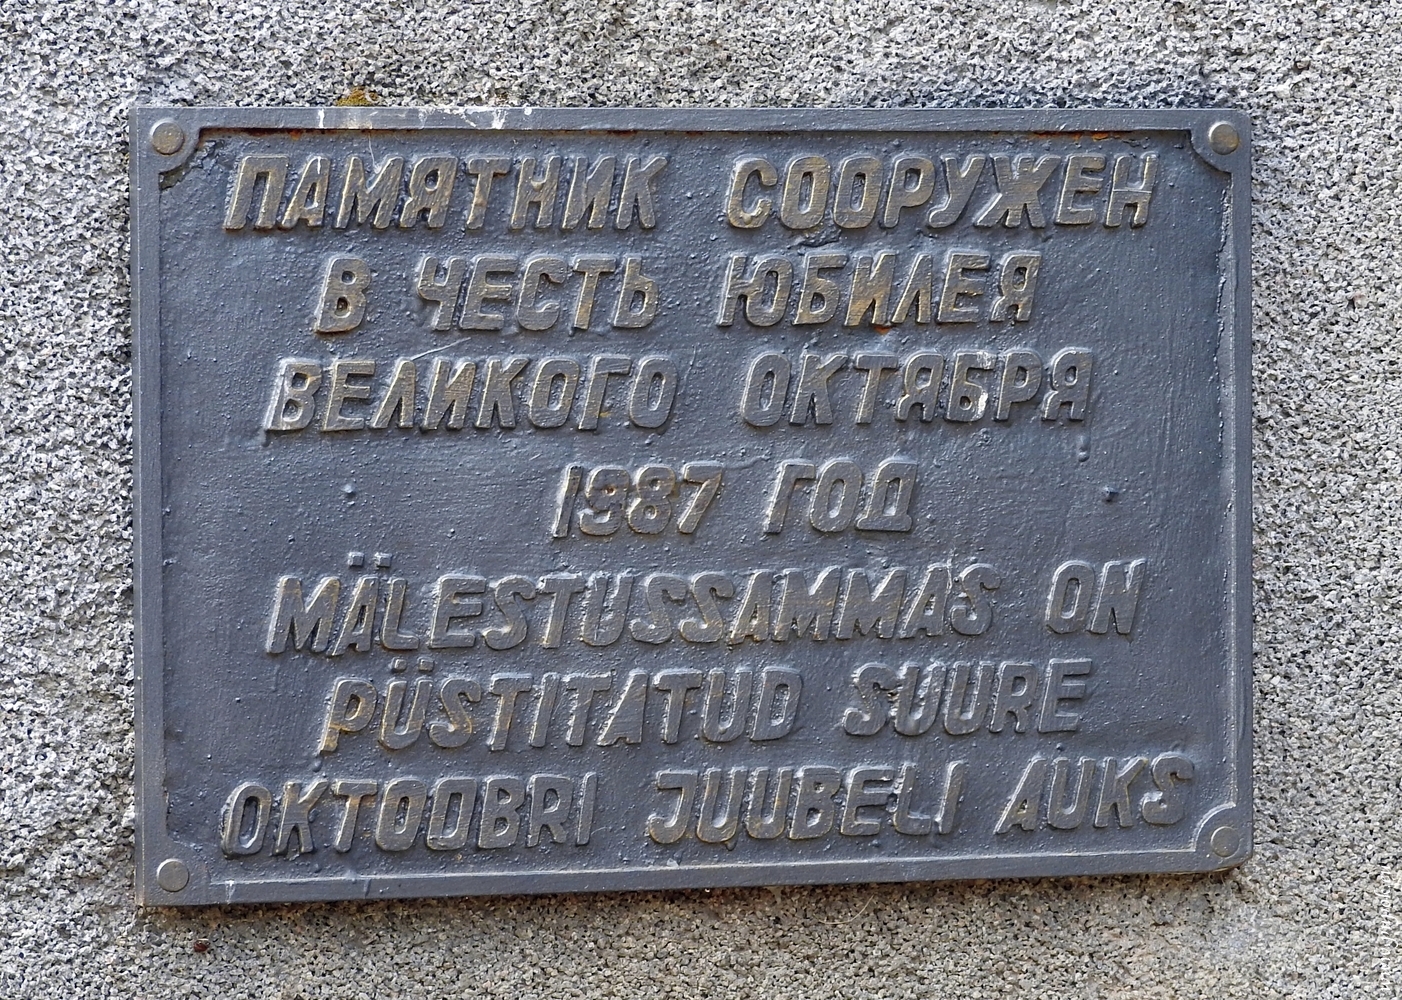 ПАМЯТНИК СООРУЖЕН
В ЧЕСТЬ ЮБИЛЕЯ
ВЕЛИКОГО ОКТЯБРЯ
1987 ГОД
MÄLESTUSSAMMAS ON
PÜSTITATUD SUURE
OKTOOBRI JUUBELI AUKS